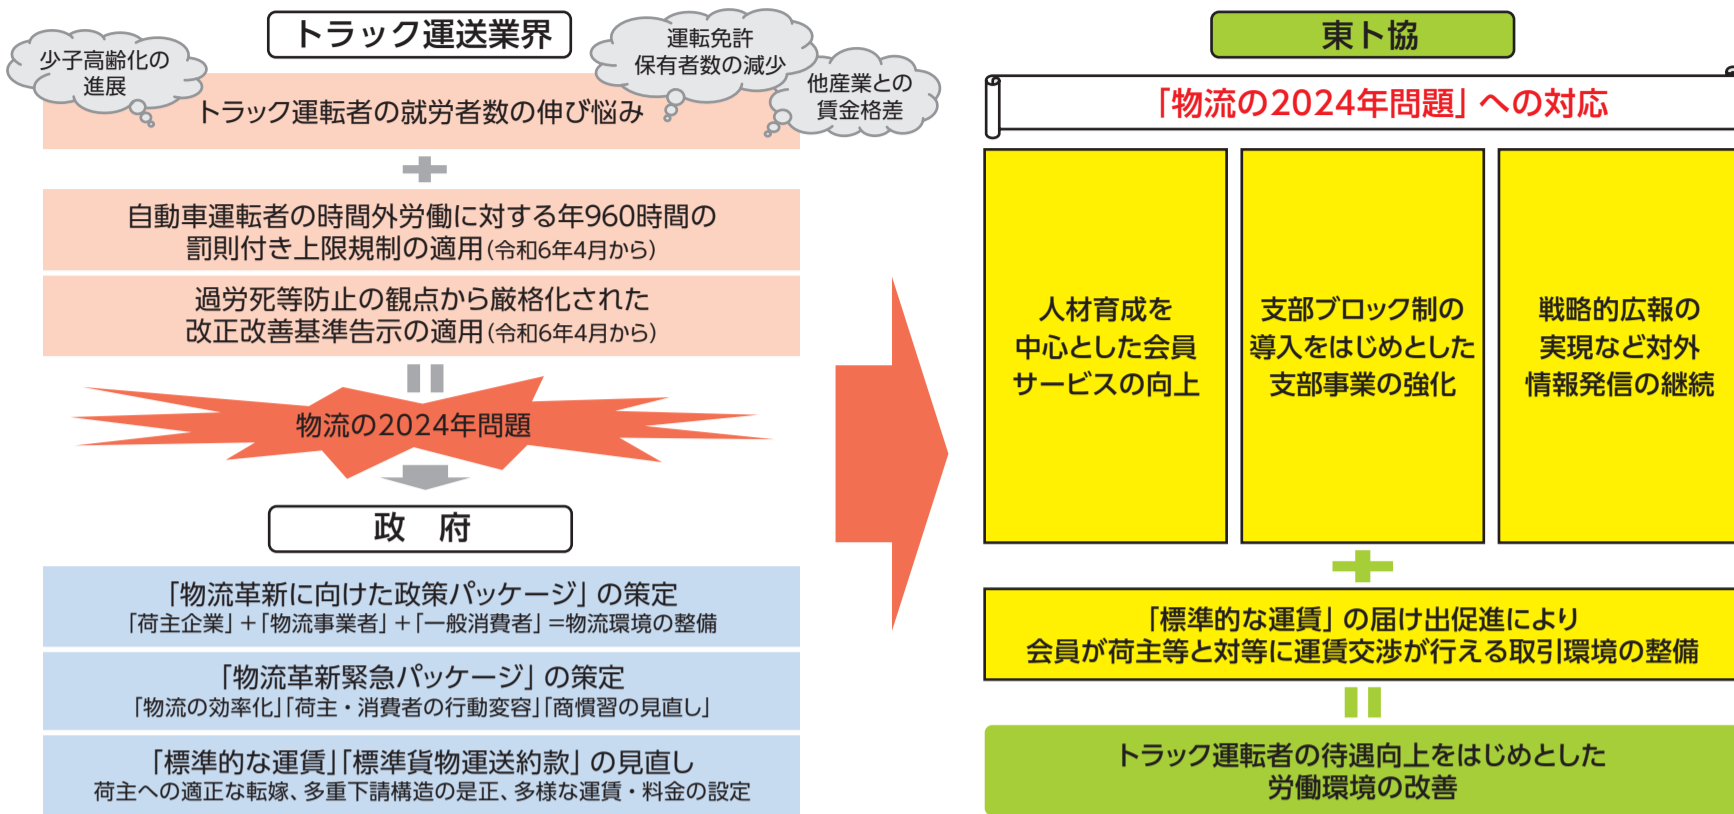 トラック運送業界
少子高齢化の
進展
運転免許
保有者数の減少
他産業との
賃金格差
トラック運転者の就労者数の伸び悩み
+
自動車運転者の時間外労働に対する年960時間の
罰則付き上限規制の適用(令和6年4月から)
過労死等防止の観点から厳格化された
改正改善基準告示の適用(令和6年4月から)
物流の2024年問題
政 府
「物流革新に向けた政策パッケージ」の策定
「荷主企業」+「物流事業者」+「一般消費者」=物流環境の整備
「物流革新緊急パッケージ」の策定
「物流の効率化」「荷主・消費者の行動変容」「商慣習の見直し」
「標準的な運賃」「標準貨物運送約款」の見直し
荷主への適正な転嫁、多重下請構造の是正、多様な運賃・料金の設定
東ト協
「物流の2024年問題」への対応
人材育成を
中心とした会員
サービスの向上
支部ブロック制の
導入をはじめとした
支部事業の強化
戦略的広報の
実現など対外
情報発信の継続
+
「標準的な運賃」の届け出促進により
会員が荷主等と対等に運賃交渉が行える取引環境の整備
トラック運転者の待遇向上をはじめとした
労働環境の改善